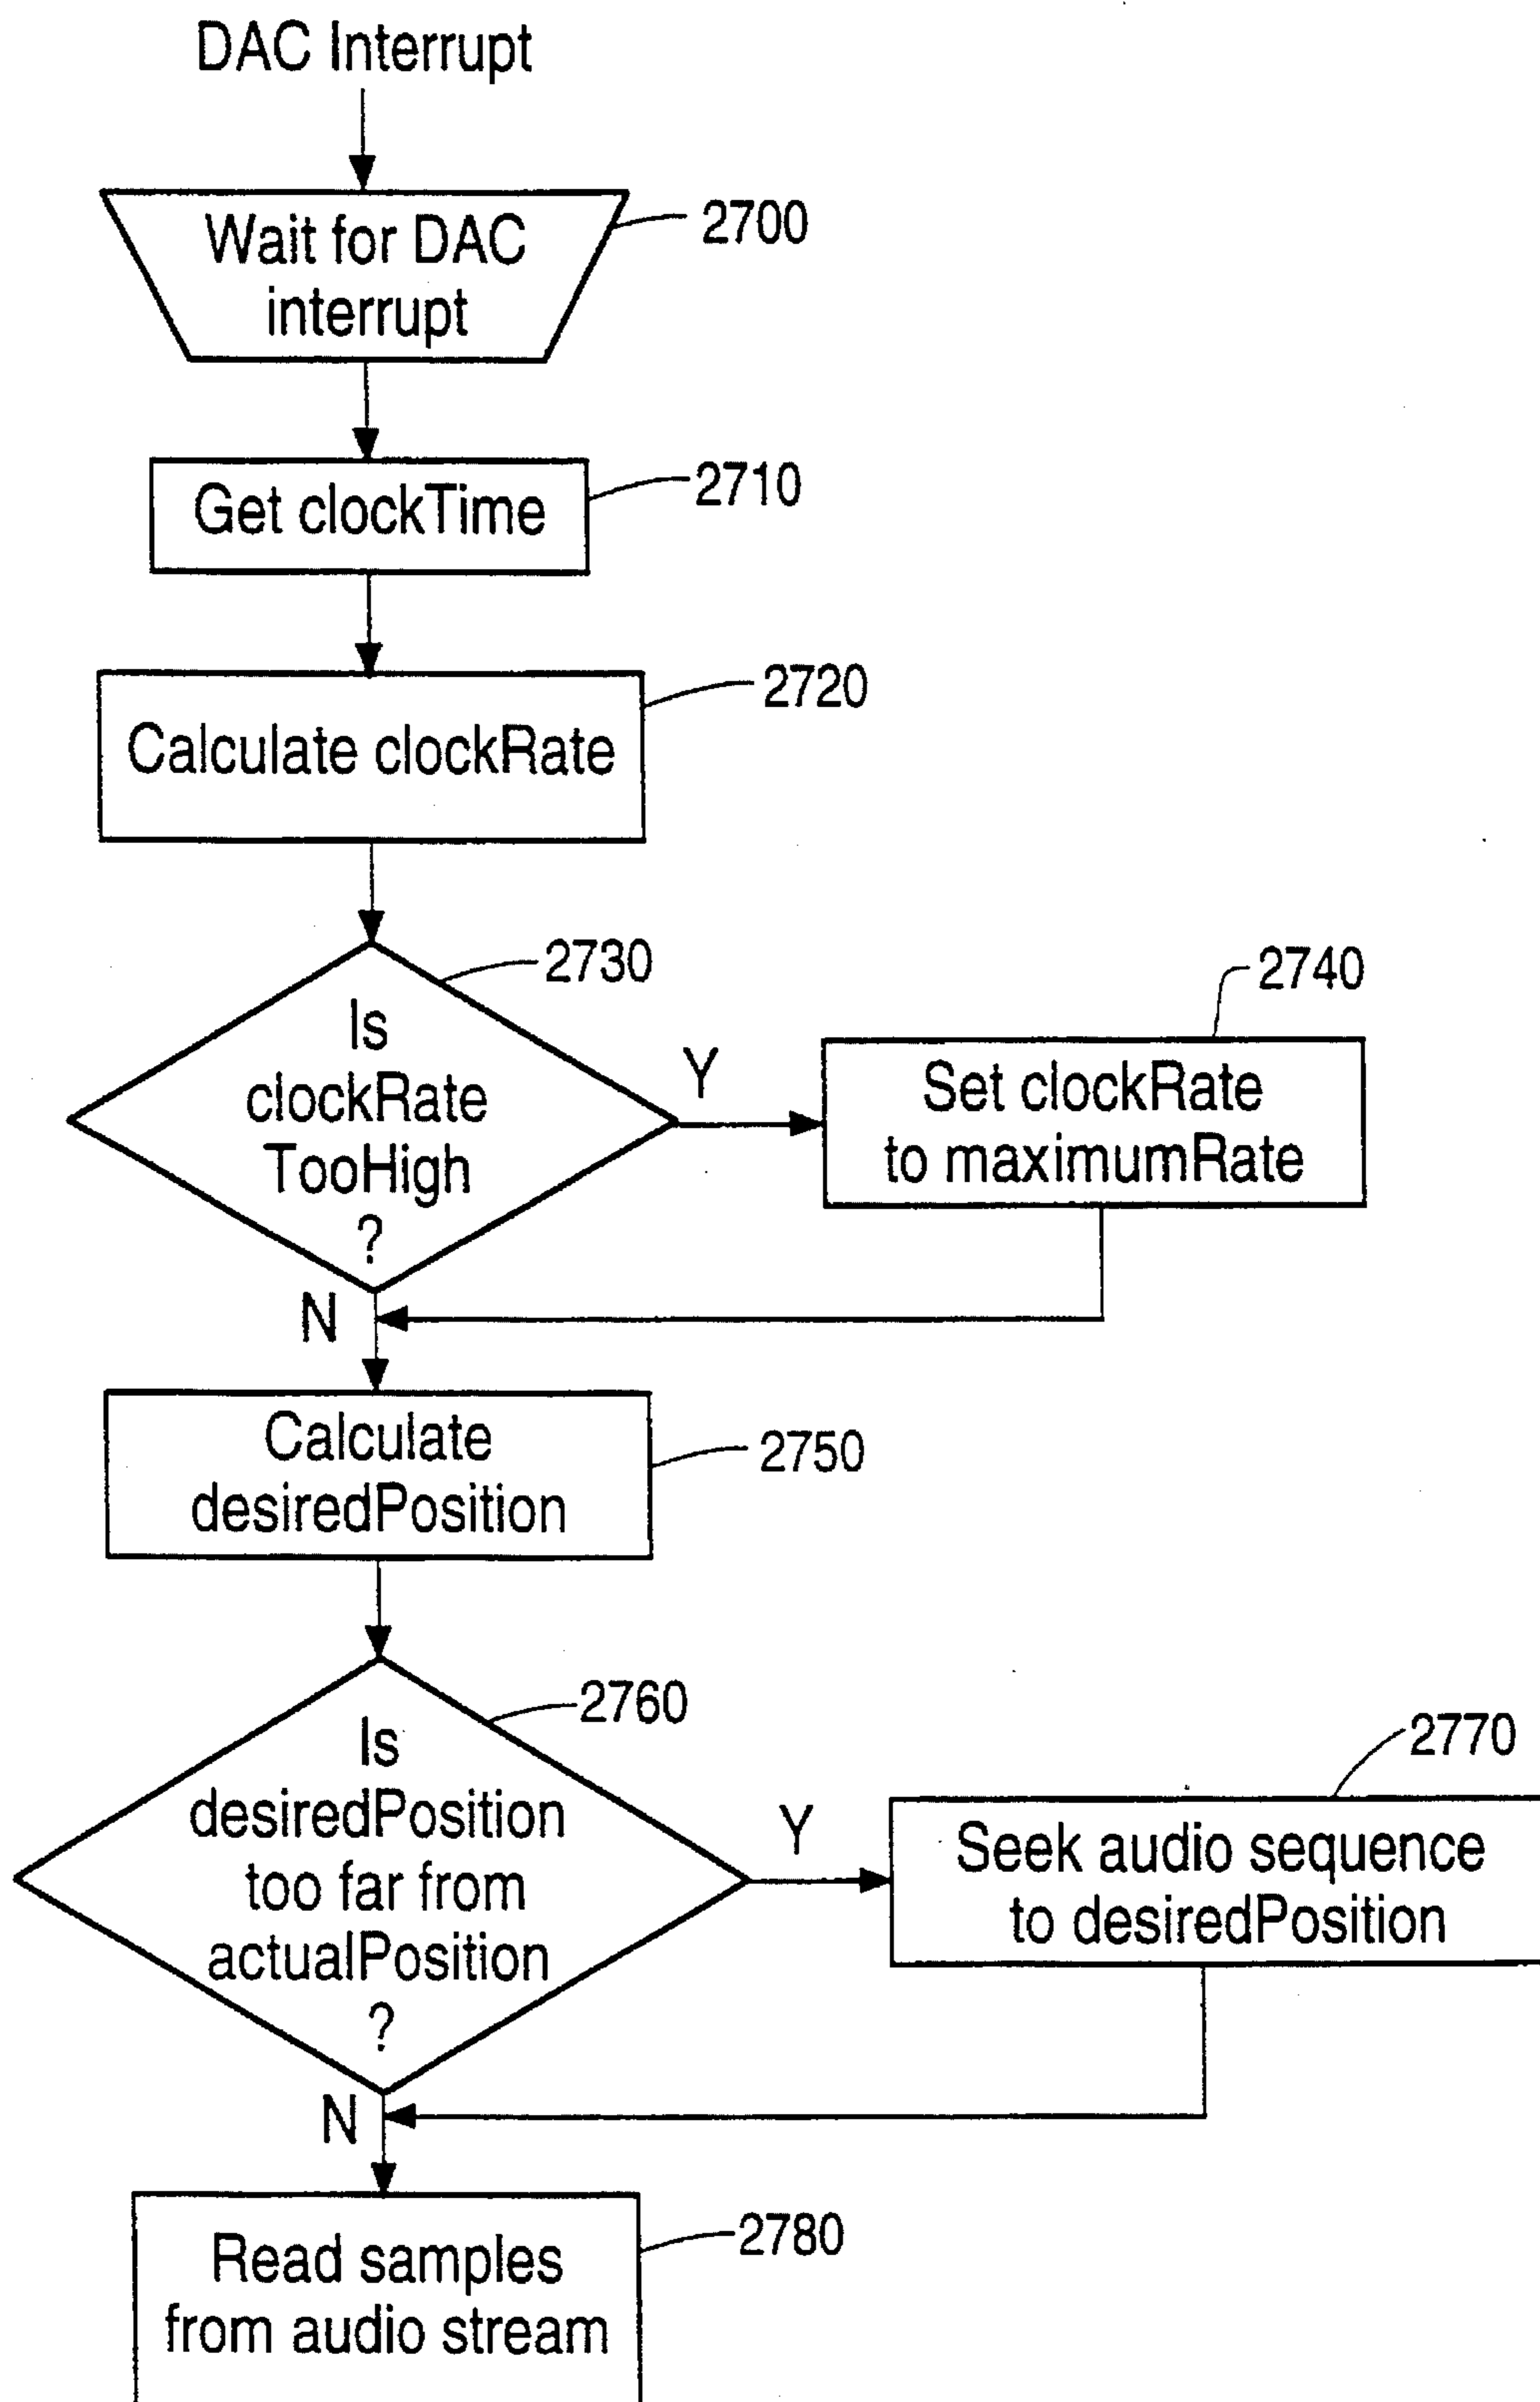 DAC Interrupt
Wait for DAC
interrupt
2700
Get clockTime
2710
Calculate clockRate
2720
Is
clockRate
TooHigh
?
2730
Y
Set clockRate
to maximumRate
2740
N
Calculate
desiredPosition
2750
Is
desiredPosition
too far from
actualPosition
?
2760
Y
Seek audio sequence
to desiredPosition
2770
N
Read samples
from audio stream
2780